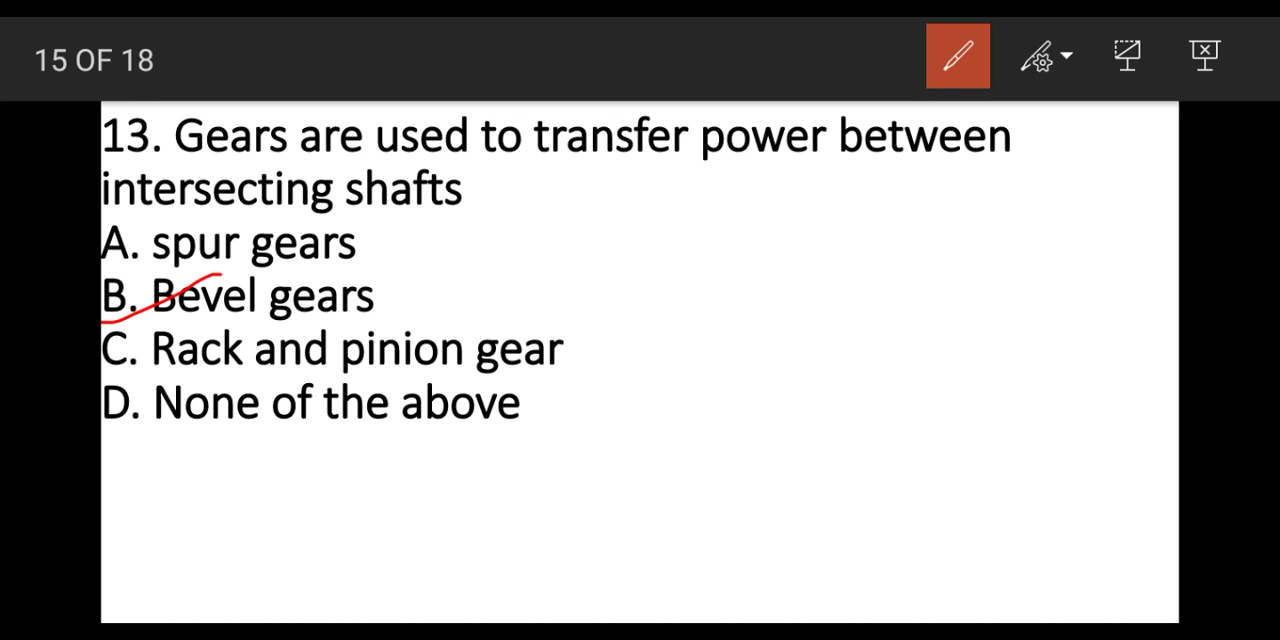 15 OF 18
13. Gears are used to transfer power between
intersecting shafts
A. spur gears
B. Bevel gears
C. Rack and pinion gear
D. None of the above